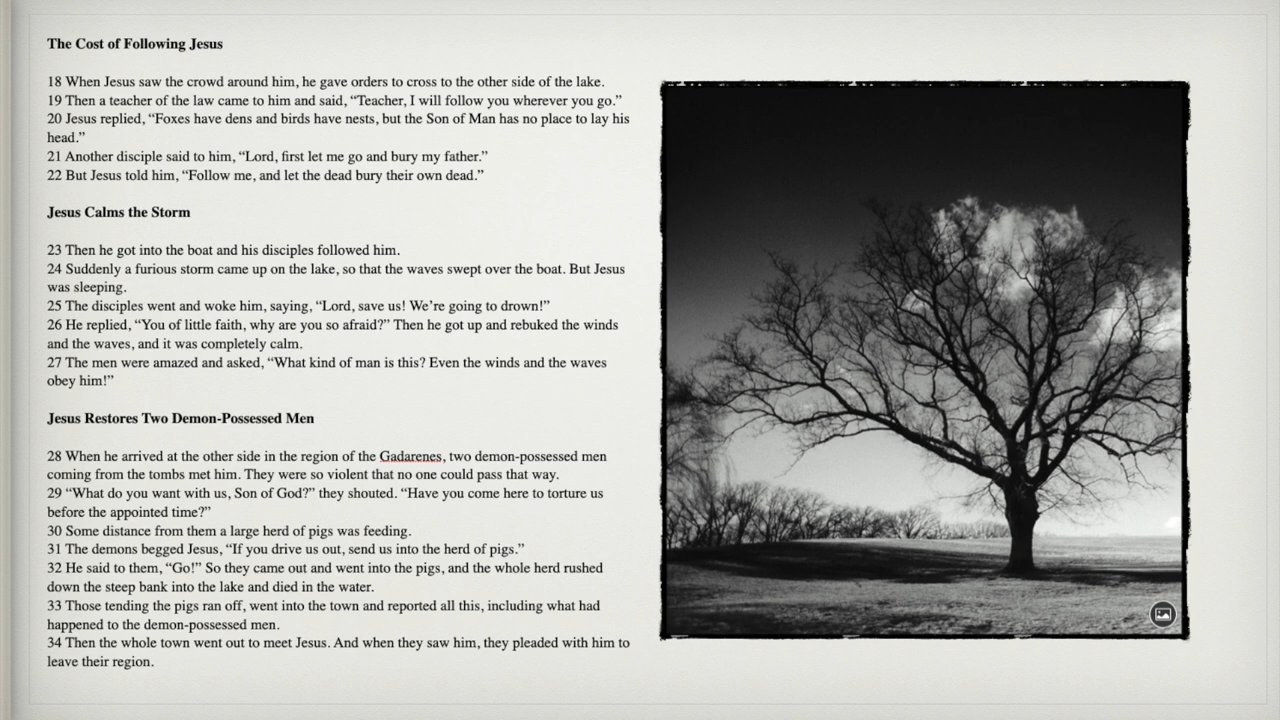 The Cost of Following Jesus
18 When Jesus saw the crowd around him, he gave orders to cross to the other side of the lake.
19 Then a teacher of the law came to him and said, “Teacher, I will follow you wherever you go.”
20 Jesus replied, “Foxes have dens and birds have nests, but the Son of Man has no place to lay his
head.”
21 Another disciple said to him, “Lord, first let me go and bury my father.”
22 But Jesus told him, “Follow me, and let the dead bury their own dead.”
Jesus Calms the Storm
23 Then he got into the boat and his disciples followed him.
24 Suddenly a furious storm came up on the lake, so that the waves swept over the boat. But Jesus
was sleeping.
25 The disciples went and woke him, saying, “Lord, save us! We’re going to drown!”
26 He replied, “You of little faith, why are you so afraid?” Then he got up and rebuked the winds
and the waves, and it was completely calm.
27 The men were amazed and asked, “What kind of man is this? Even the winds and the waves
obey him!”
Jesus Restores Two Demon-Possessed Men
28 When he arrived at the other side in the region of the Gadarenes, two demon-possessed men
coming from the tombs met him. They were so violent that no one could pass that way.
29 “What do you want with us, Son of God?” they shouted. “Have you come here to torture us
before the appointed time?”
30 Some distance from them a large herd of pigs was feeding.
31 The demons begged Jesus, “If you drive us out, send us into the herd of pigs.”
32 He said to them, “Go!” So they came out and went into the pigs, and the whole herd rushed
down the steep bank into the lake and died in the water.
33 Those tending the pigs ran off, went into the town and reported all this, including what had
happened to the demon-possessed men.
34 Then the whole town went out to meet Jesus. And when they saw him, they pleaded with him to
leave their region.